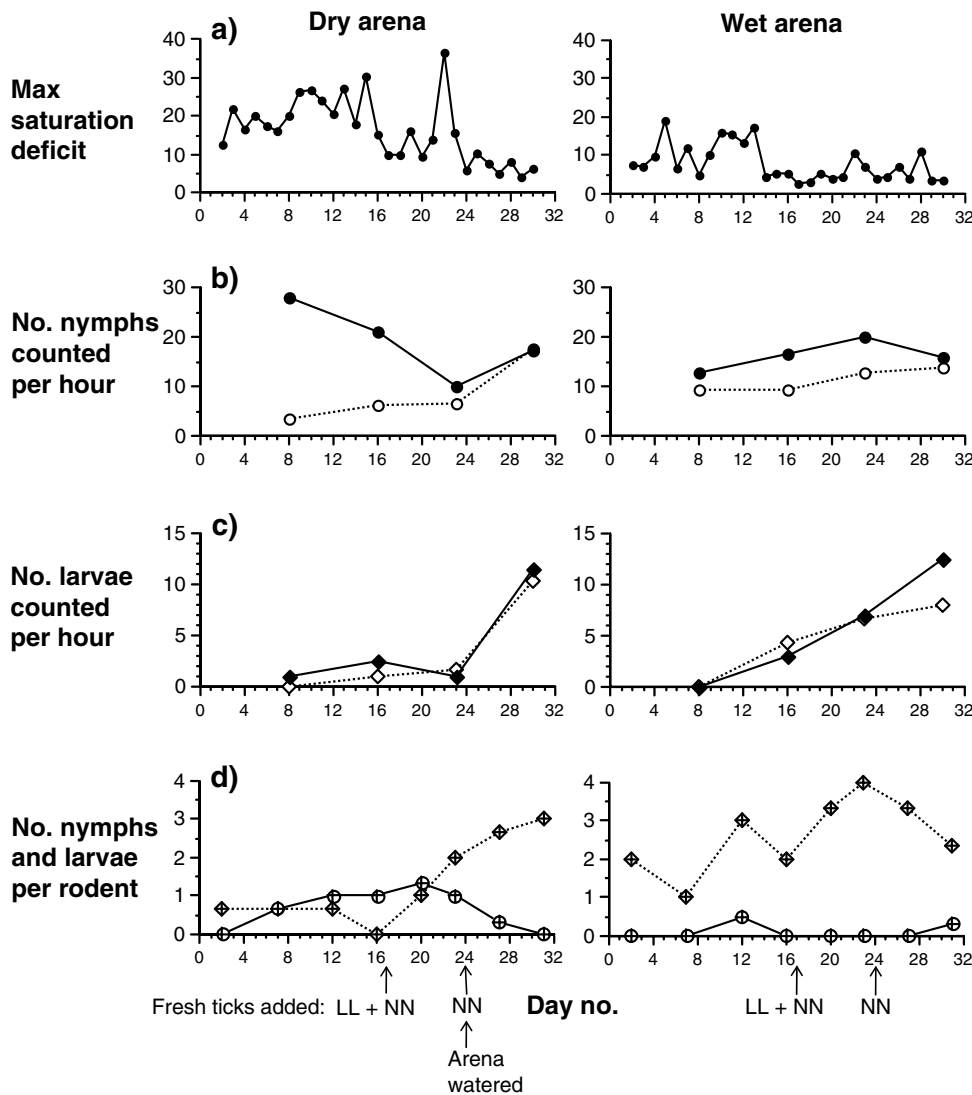 Dry arena
Wet arena
a)
Max
saturation
deficit
40
30
20
10
0
0 4 8 12 16 20 24 28 32
40
30
20
10
0
0 4 8 12 16 20 24 28 32
b)
No. nymphs
counted
per hour
30
20
10
0
0 4 8 12 16 20 24 28 32
30
20
10
0
0 4 8 12 16 20 24 28 32
c)
No. larvae
counted
per hour
15
10
5
0
0 4 8 12 16 20 24 28 32
15
10
5
0
0 4 8 12 16 20 24 28 32
d)
No. nymphs
and larvae
per rodent
4
3
2
1
0
0 4 8 12 16 20 24 28 32
4
3
2
1
0
0 4 8 12 16 20 24 28 32
Fresh ticks added: LL + NN NN Day no. LL + NN NN
Arena
watered